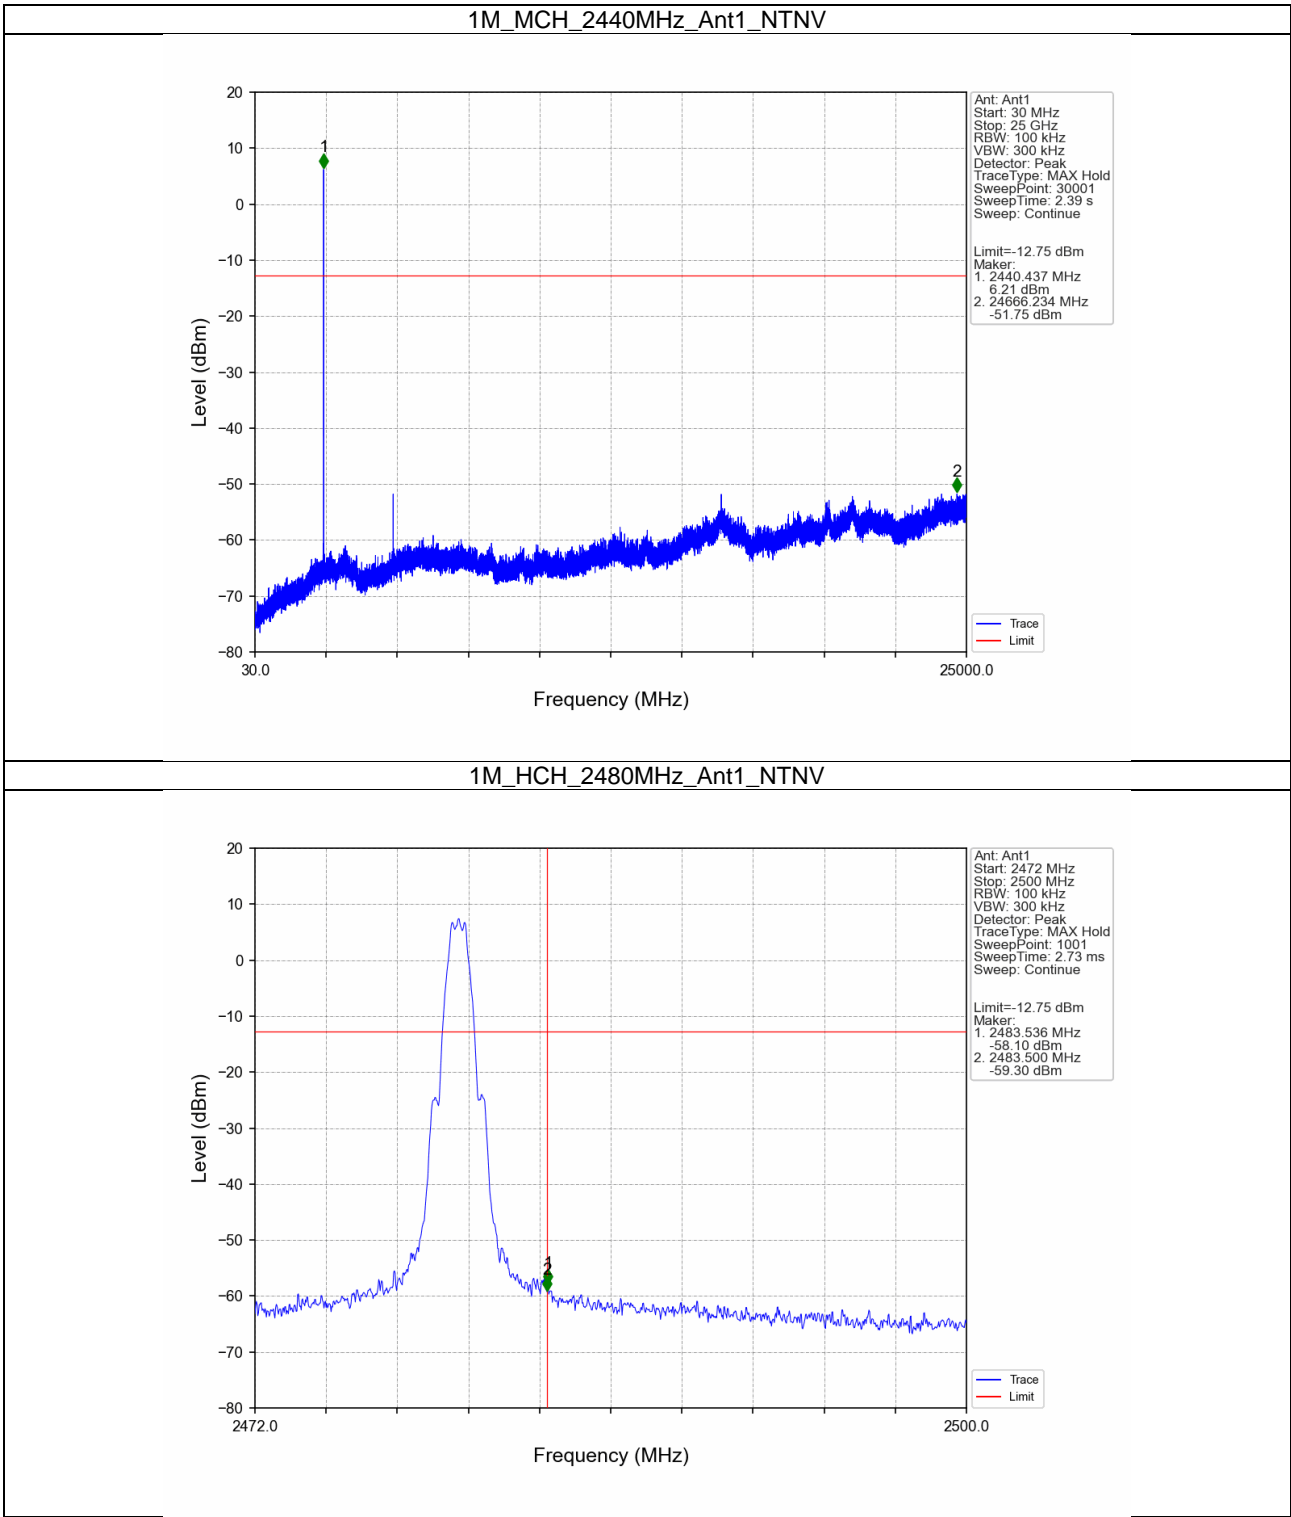 1M_MCH_2440MHz_Ant1_NTNV
20
10
0
−10
−20
−30
−40
−50
−60
−70
−80
Level (dBm)
1
2
30.0
25000.0
Frequency (MHz)
Ant: Ant1
Start: 30 MHz
Stop: 25 GHz
RBW: 100 kHz
VBW: 300 kHz
Detector: Peak
TraceType: MAX Hold
SweepPoint: 30001
SweepTime: 2.39 s
Sweep: Continue
Limit=-12.75 dBm
Maker:
1. 2440.437 MHz
6.21 dBm
2. 24666.234 MHz
-51.75 dBm
Trace
Limit
1M_HCH_2480MHz_Ant1_NTNV
20
10
0
−10
−20
−30
−40
−50
−60
−70
−80
Level (dBm)
1
2
2472.0
2500.0
Frequency (MHz)
Ant: Ant1
Start: 2472 MHz
Stop: 2500 MHz
RBW: 100 kHz
VBW: 300 kHz
Detector: Peak
TraceType: MAX Hold
SweepPoint: 1001
SweepTime: 2.73 ms
Sweep: Continue
Limit=-12.75 dBm
Maker:
1. 2483.536 MHz
-58.10 dBm
2. 2483.500 MHz
-59.30 dBm
Trace
Limit